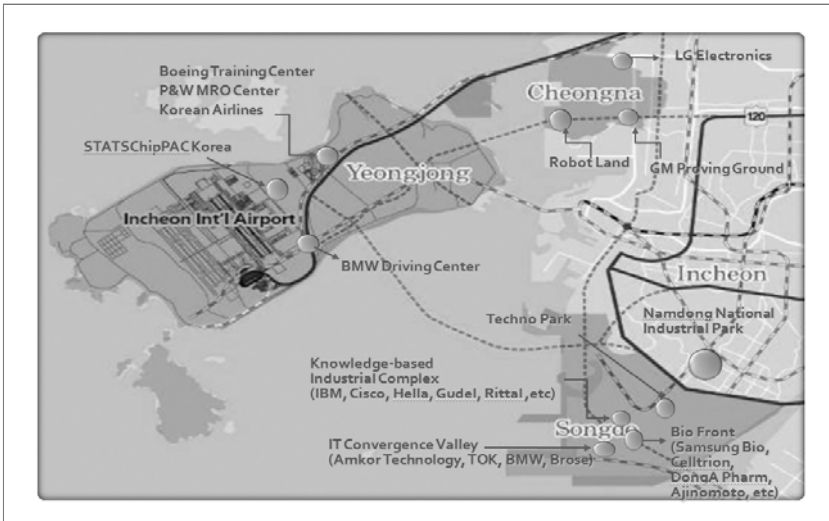 Boeing Training Center
P&W MRO Center
Korean Airlines
STATSChipPAC Korea
Incheon Int'l Airport
Yeongjong
BMW Driving Center
LG Electronics
Cheongna
120
Robot Land
GM Proving Ground
Incheon
Namdong National
Industrial Park
Techno Park
Knowledge-based
Industrial Complex
(IBM, Cisco, Hella, Gudel, Rittal ,etc)
Songdo
IT Convergence Valley
(Amkor Technology, TOK, BMW, Brose)
Bio Front
(Samsung Bio,
Celltrion,
DongA Pharm,
Ajinomoto, etc)